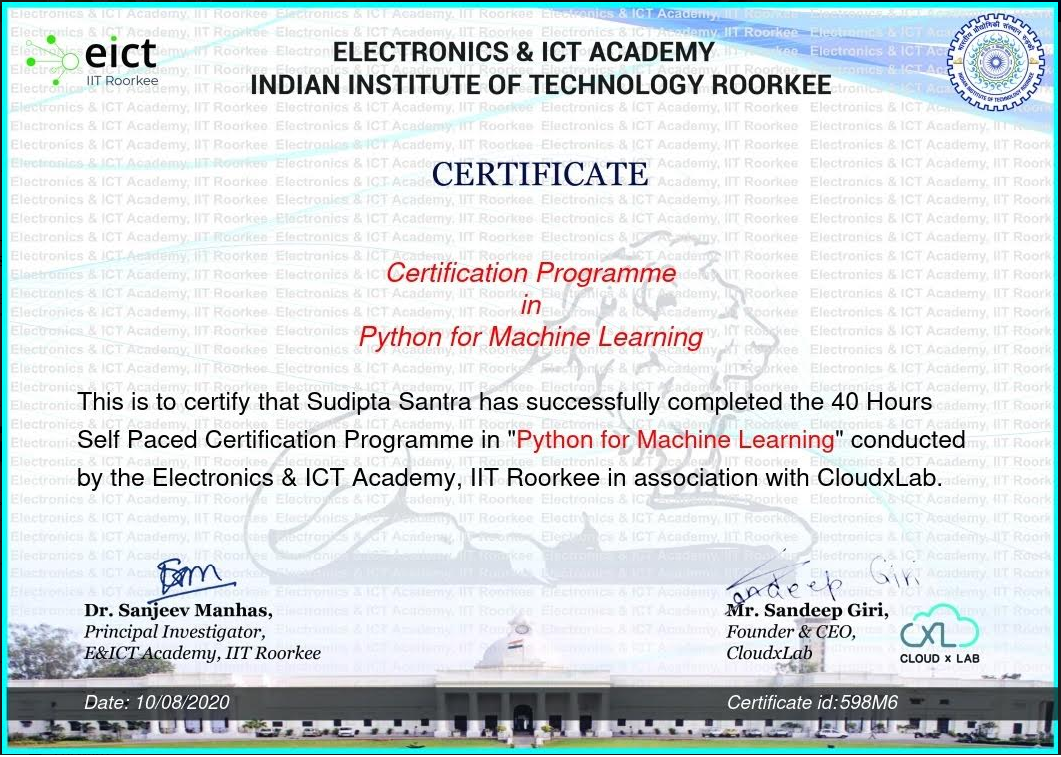 eict
IIT Roorkee
ELECTRONICS & ICT ACADEMY
INDIAN INSTITUTE OF TECHNOLOGY ROORKEE
CERTIFICATE
Certification Programme
in
Python for Machine Learning
This is to certify that Sudipta Santra has successfully completed the 40 Hours
Self Paced Certification Programme in "Python for Machine Learning" conducted
by the Electronics & ICT Academy, IIT Roorkee in association with CloudxLab.
Sandeep Giri
Dr. Sanjeev Manhas,
Principal Investigator,
E&ICT Academy, IIT Roorkee
Mr. Sandeep Giri,
Founder & CEO,
CloudxLab
CXL
CLOUD X LAB
Date: 10/08/2020
Certificate id:598M6